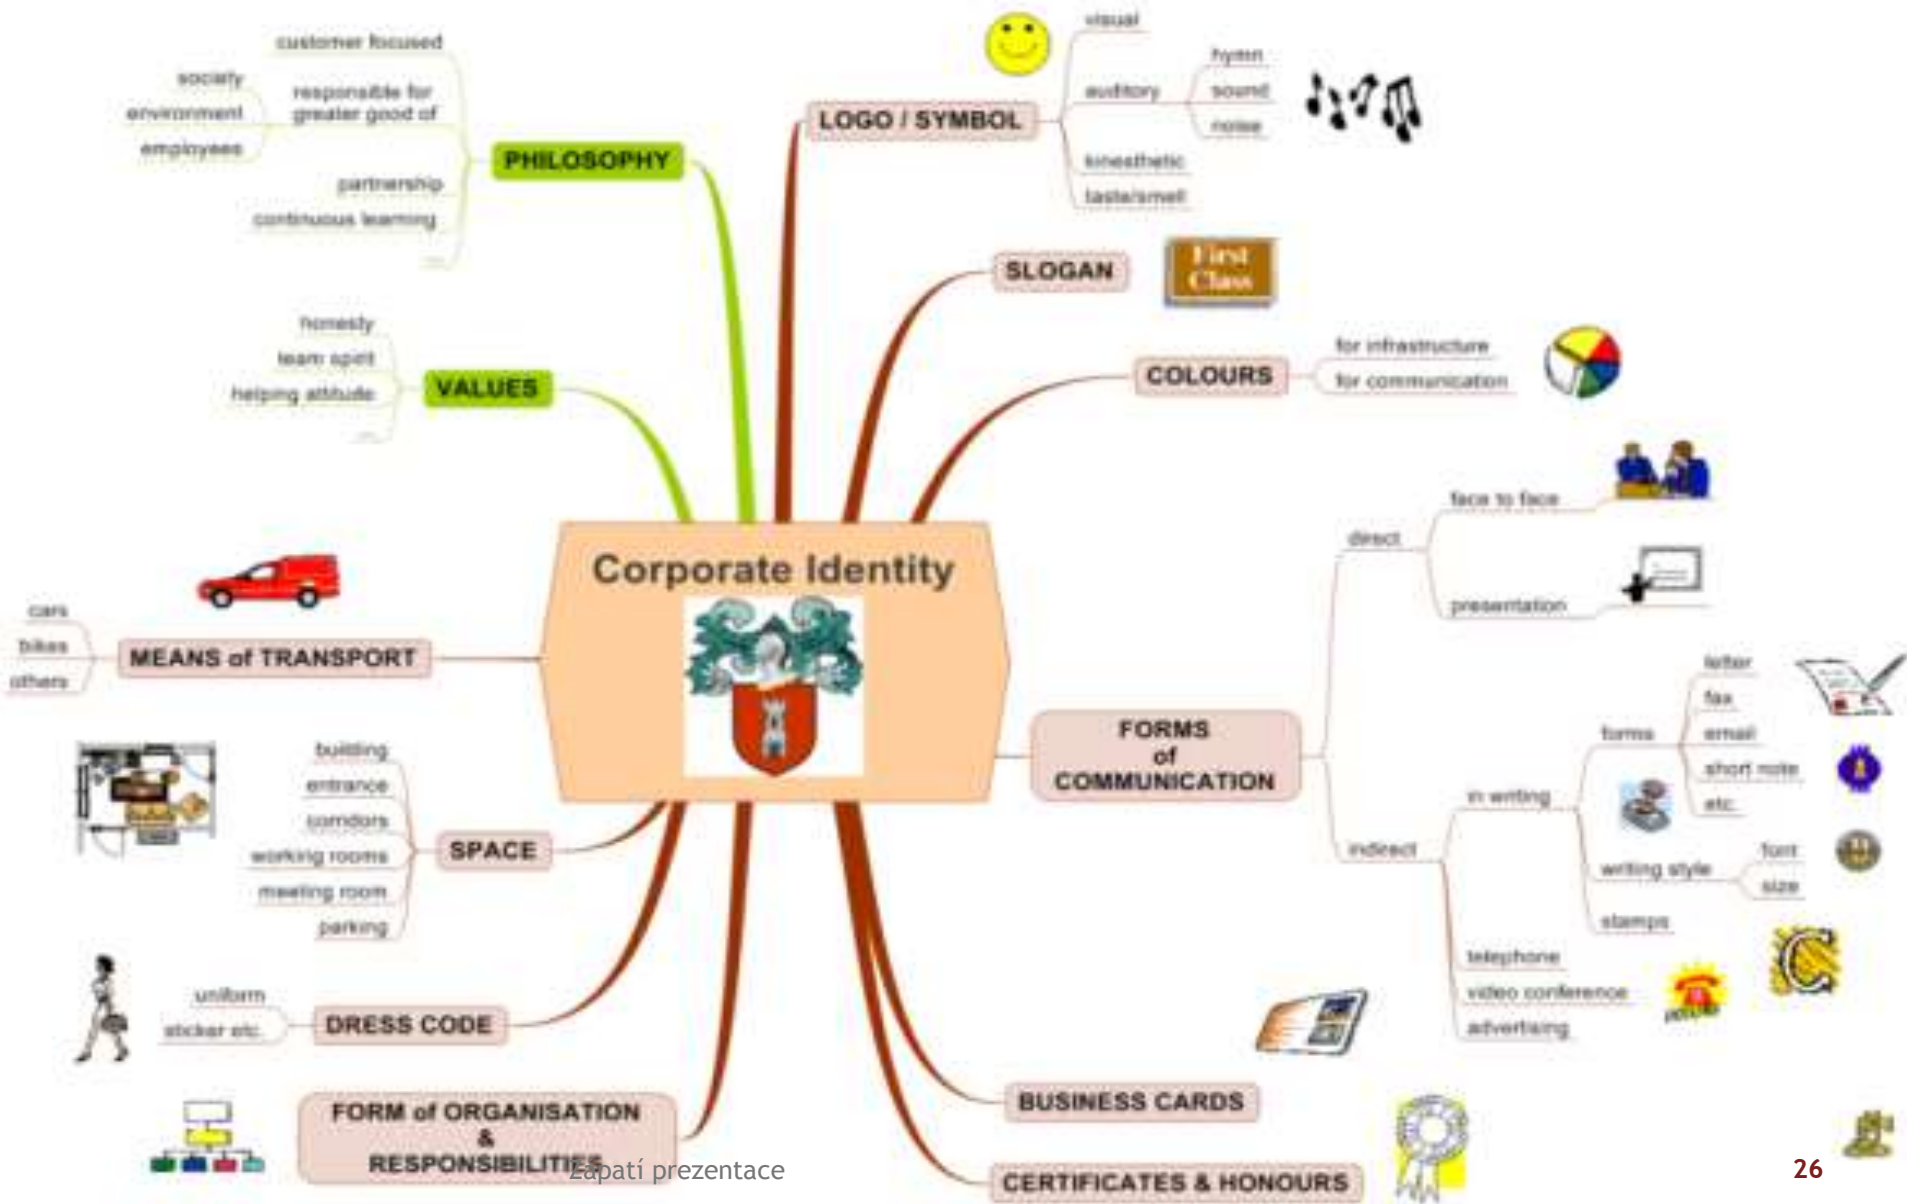 Corporate Identity
LOGO / SYMBOL
visual
auditory
hymn
sound
noise
kinesthetic
taste/smell
SLOGAN
First
Class
COLOURS
for infrastructure
for communication
FORMS
of
COMMUNICATION
direct
face to face
presentation
indirect
in writing
forms
letter
fax
email
short note
etc.
writing style
font
size
stamps
telephone
video conference
advertising
BUSINESS CARDS
CERTIFICATES & HONOURS
FORM of ORGANISATION
&
RESPONSIBILITIES
DRESS CODE
uniform
sticker etc.
SPACE
building
entrance
corridors
working rooms
meeting room
parking
MEANS of TRANSPORT
cars
bikes
others
VALUES
honesty
team spirit
helping attitude
...
PHILOSOPHY
customer focused
responsible for
greater good of
society
environment
employees
partnership
continuous learning
...
Zápatí prezentace
26